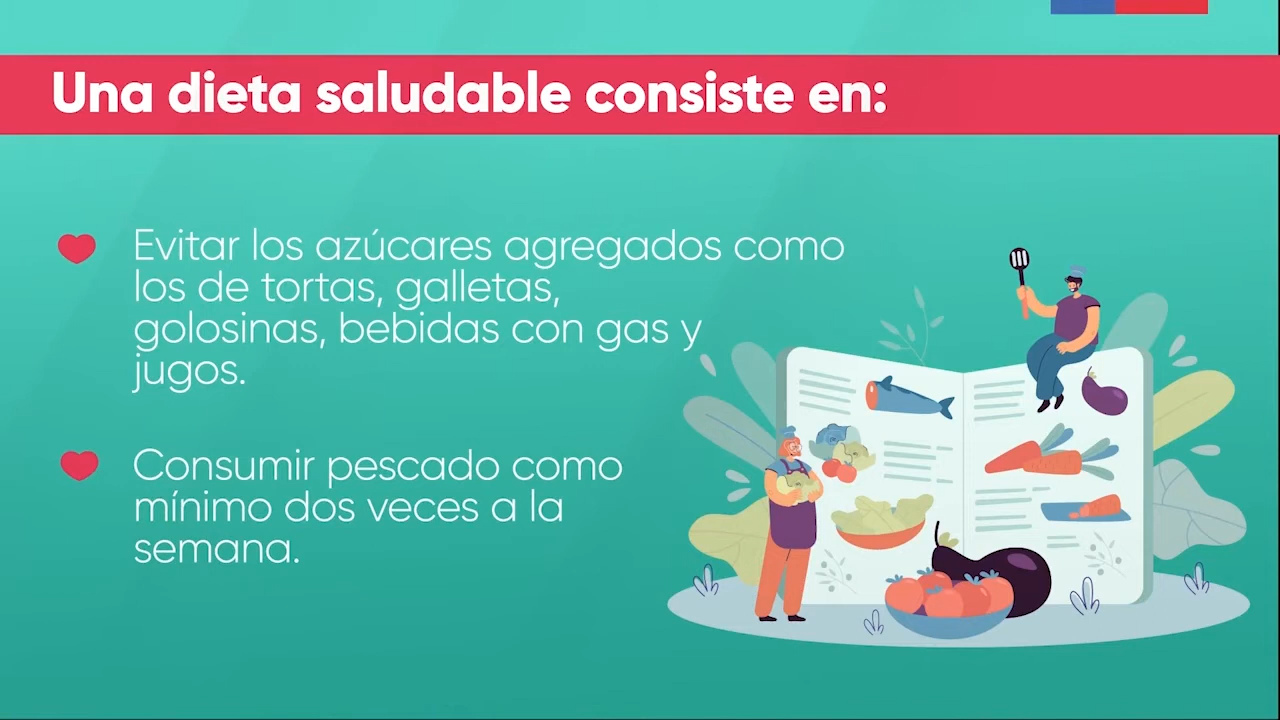 Una dieta saludable consiste en:
Evitar los azúcares agregados como
los de tortas, galletas,
golosinas, bebidas con gas y
jugos.
Consumir pescado como
mínimo dos veces a la
semana.